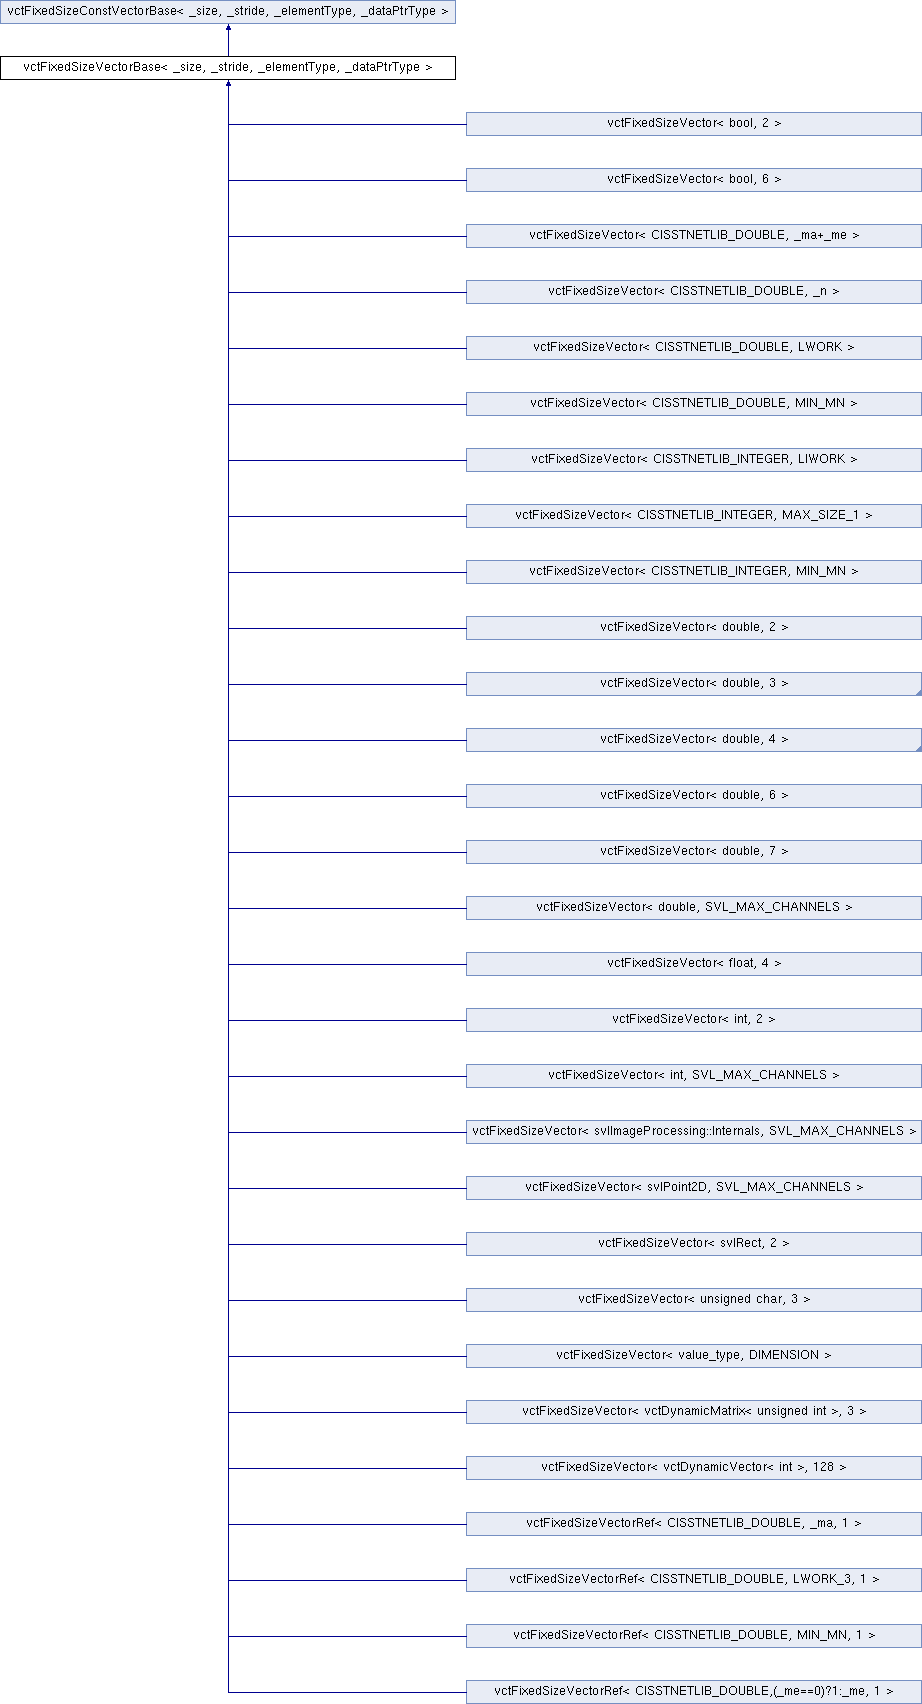 vctFixedSizeConstVectorBase< _size, _stride, _elementType, _dataPtrType >
vctFixedSizeVectorBase< _size, _stride, _elementType, _dataPtrType >
vctFixedSizeVector< bool, 2 >
vctFixedSizeVector< bool, 6 >
vctFixedSizeVector< CISSTNETLIB_DOUBLE, _ma+_me >
vctFixedSizeVector< CISSTNETLIB_DOUBLE, _n >
vctFixedSizeVector< CISSTNETLIB_DOUBLE, LWORK >
vctFixedSizeVector< CISSTNETLIB_DOUBLE, MIN_MN >
vctFixedSizeVector< CISSTNETLIB_INTEGER, LIWORK >
vctFixedSizeVector< CISSTNETLIB_INTEGER, MAX_SIZE_1 >
vctFixedSizeVector< CISSTNETLIB_INTEGER, MIN_MN >
vctFixedSizeVector< double, 2 >
vctFixedSizeVector< double, 3 >
vctFixedSizeVector< double, 4 >
vctFixedSizeVector< double, 6 >
vctFixedSizeVector< double, 7 >
vctFixedSizeVector< double, SVL_MAX_CHANNELS >
vctFixedSizeVector< float, 4 >
vctFixedSizeVector< int, 2 >
vctFixedSizeVector< int, SVL_MAX_CHANNELS >
vctFixedSizeVector< svlImageProcessing::Internals, SVL_MAX_CHANNELS >
vctFixedSizeVector< svlPoint2D, SVL_MAX_CHANNELS >
vctFixedSizeVector< svlRect, 2 >
vctFixedSizeVector< unsigned char, 3 >
vctFixedSizeVector< value_type, DIMENSION >
vctFixedSizeVector< vctDynamicMatrix< unsigned int >, 3 >
vctFixedSizeVector< vctDynamicVector< int >, 128 >
vctFixedSizeVectorRef< CISSTNETLIB_DOUBLE, _ma, 1 >
vctFixedSizeVectorRef< CISSTNETLIB_DOUBLE, LWORK_3, 1 >
vctFixedSizeVectorRef< CISSTNETLIB_DOUBLE, MIN_MN, 1 >
vctFixedSizeVectorRef< CISSTNETLIB_DOUBLE,(_me==0)?1:_me, 1 >